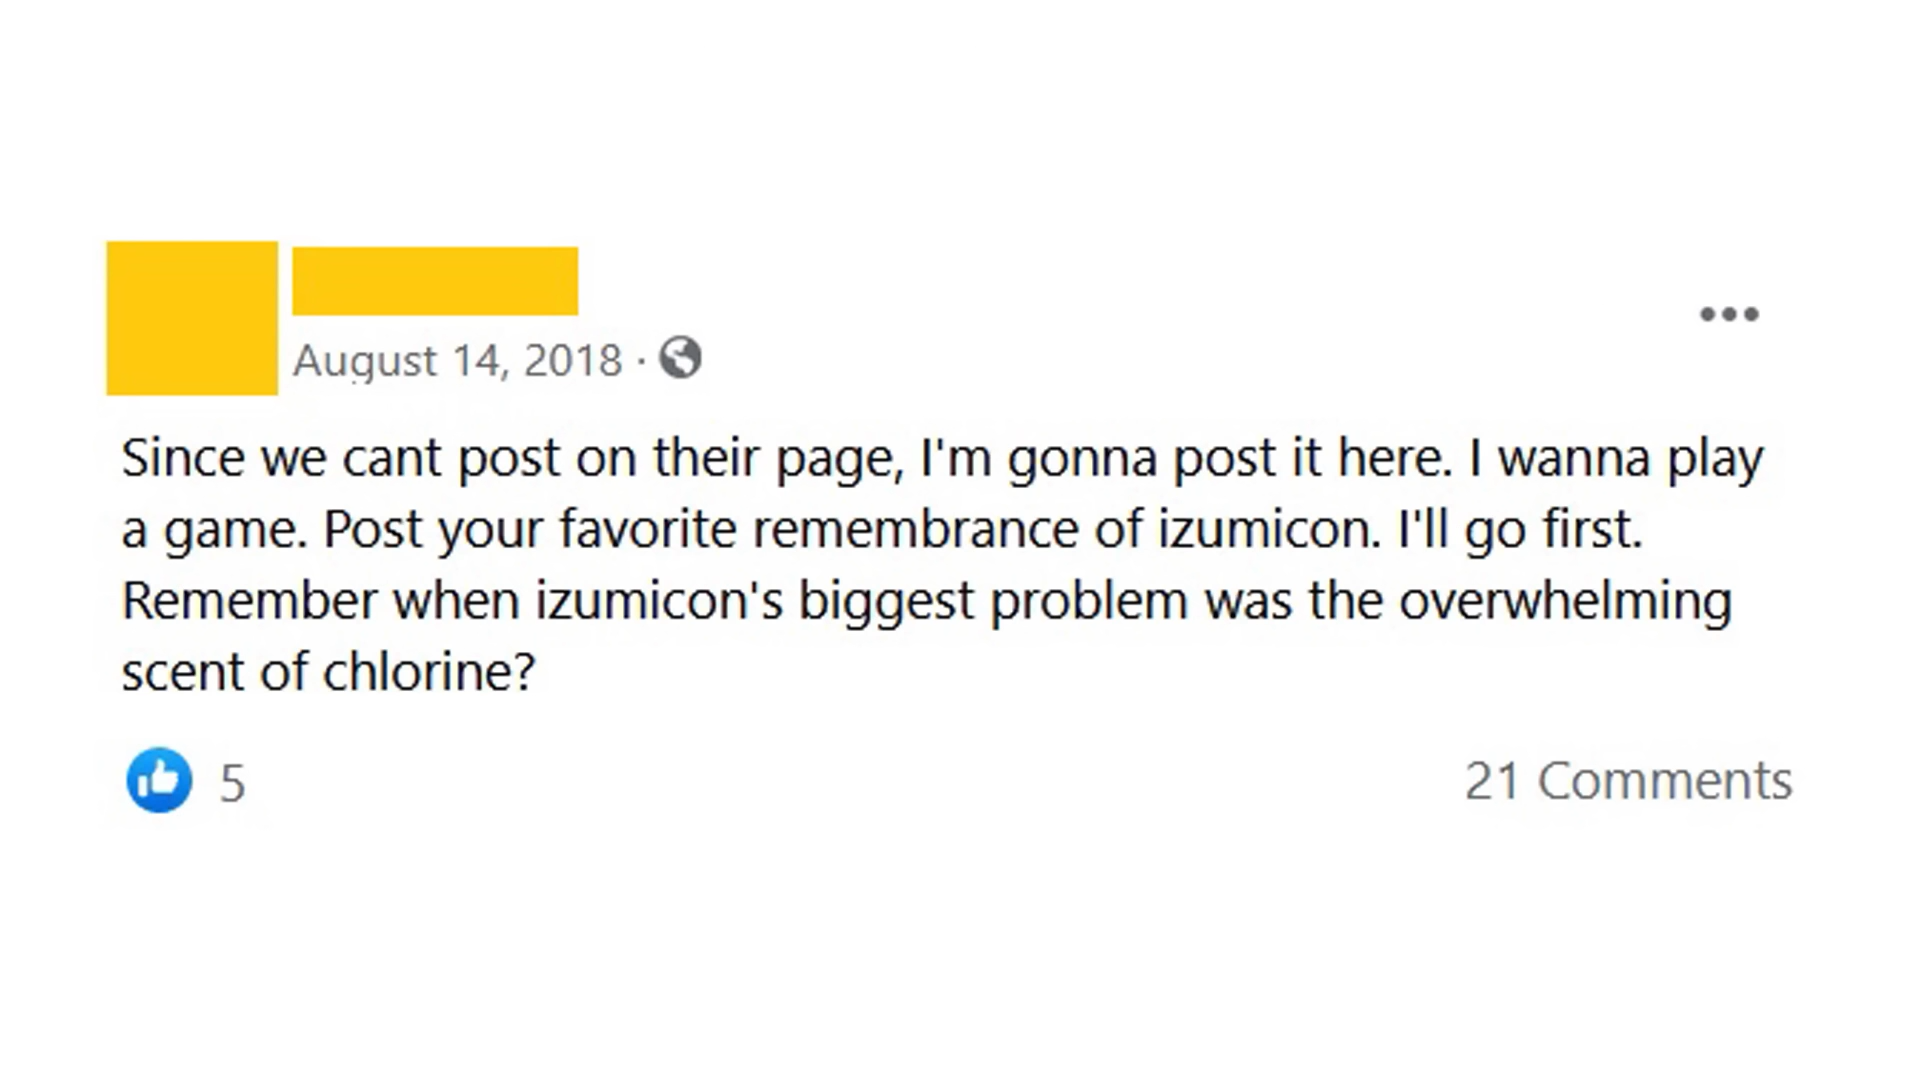 August 14, 2018 ·
Since we cant post on their page, I'm gonna post it here. I wanna play
a game. Post your favorite remembrance of izumicon. I'll go first.
Remember when izumicon's biggest problem was the overwhelming
scent of chlorine?
5
21 Comments